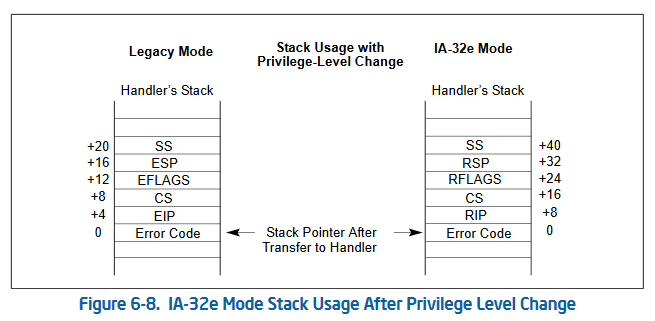 Legacy Mode
Stack Usage with
Privilege-Level Change
IA-32e Mode
Handler's Stack
Handler's Stack
+20 SS SS +40
+16 ESP RSP +32
+12 EFLAGS RFLAGS +24
+8 CS CS +16
+4 EIP RIP +8
0 Error Code Stack Pointer After Error Code 0
Transfer to Handler
Figure 6-8. IA-32e Mode Stack Usage After Privilege Level Change